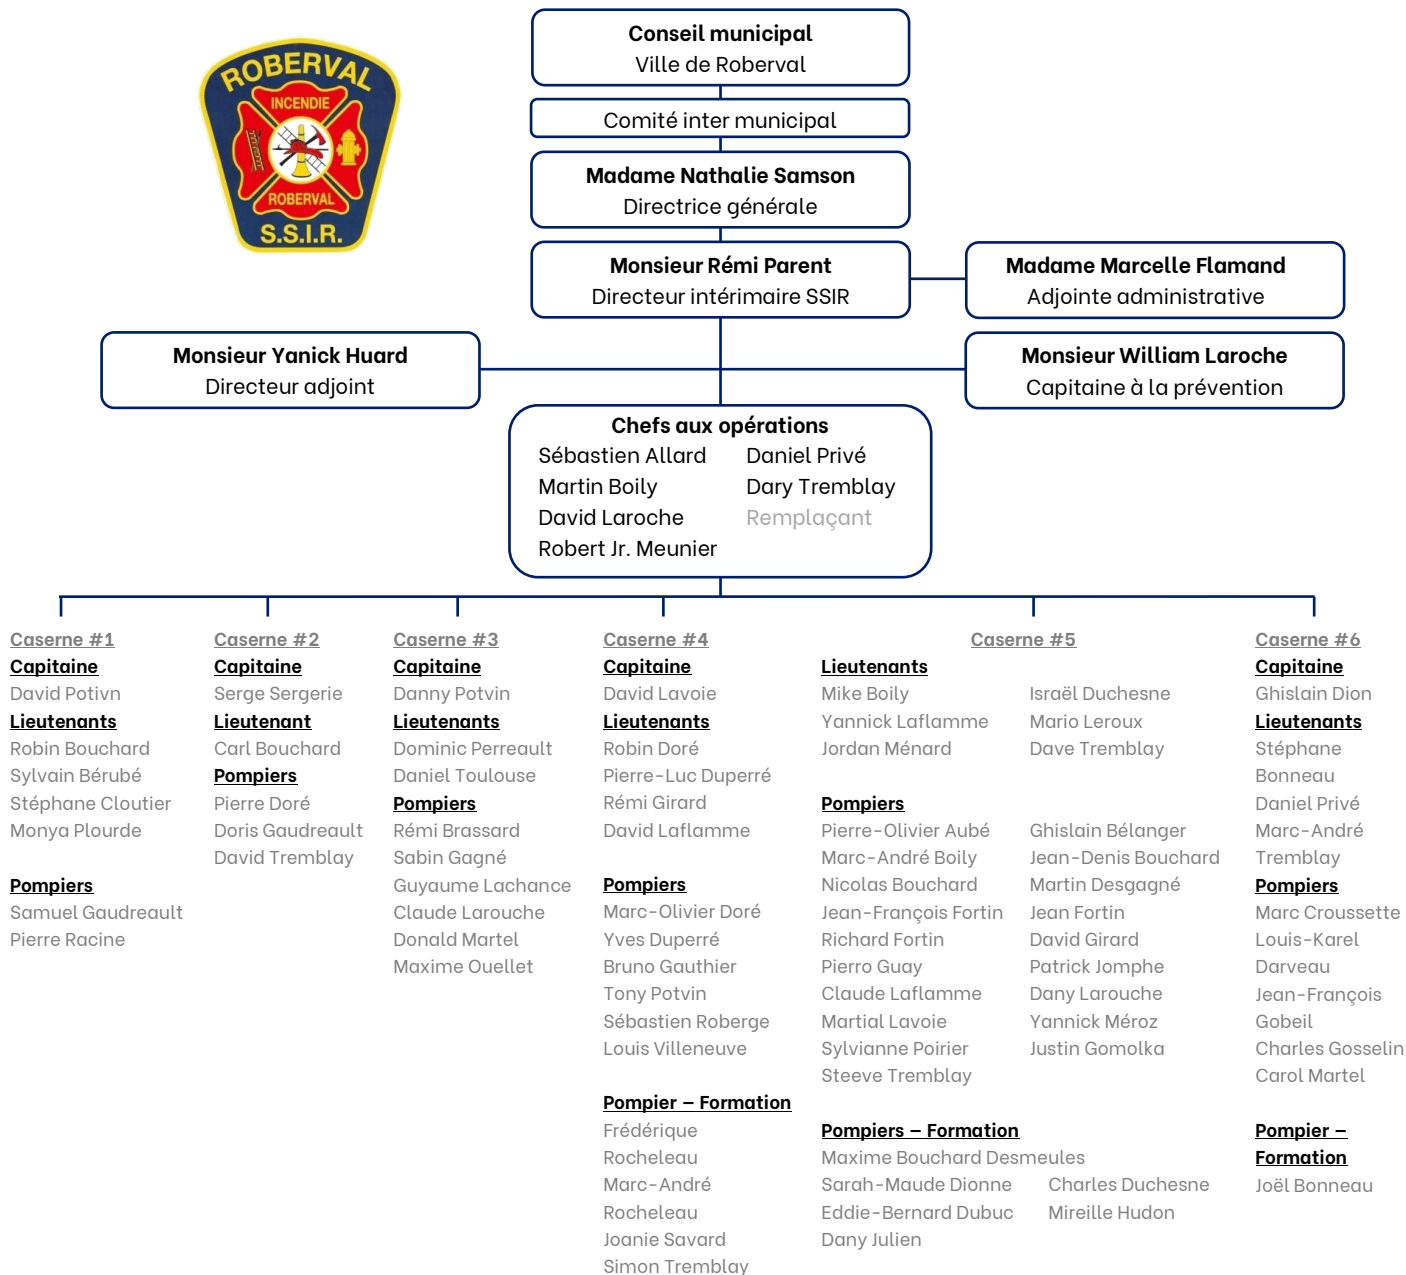 ROBERVAL
INCENDIE
ROBERVAL
S.S.I.R.
Conseil municipal
Ville de Roberval
Comité inter municipal
Madame Nathalie Samson
Directrice générale
Monsieur Rémi Parent
Directeur intérimaire SSIR
Madame Marcelle Flamand
Adjointe administrative
Monsieur Yanick Huard
Directeur adjoint
Monsieur William Laroche
Capitaine à la prévention
Chefs aux opérations
Sébastien Allard
Martin Boily
David Laroche
Robert Jr. Meunier
Daniel Privé
Dary Tremblay
Remplaçant
Caserne #1
Capitaine
David Potivn
Lieutenants
Robin Bouchard
Sylvain Bérubé
Stéphane Cloutier
Monya Plourde
Pompiers
Samuel Gaudreault
Pierre Racine
Caserne #2
Capitaine
Serge Sergerie
Lieutenant
Carl Bouchard
Pompiers
Pierre Doré
Doris Gaudreault
David Tremblay
Caserne #3
Capitaine
Danny Potvin
Lieutenants
Dominic Perreault
Daniel Toulouse
Pompiers
Rémi Brassard
Sabin Gagné
Guyaume Lachance
Claude Larouche
Donald Martel
Maxime Ouellet
Caserne #4
Capitaine
David Lavoie
Lieutenants
Robin Doré
Pierre-Luc Duperré
Rémi Girard
David Laflamme
Pompiers
Marc-Olivier Doré
Yves Duperré
Bruno Gauthier
Tony Potvin
Sébastien Roberge
Louis Villeneuve
Pompier – Formation
Frédérique
Rocheleau
Marc-André
Rocheleau
Joanie Savard
Simon Tremblay
Caserne #5
Lieutenants
Mike Boily
Yannick Laflamme
Jordan Ménard
Israël Duchesne
Mario Leroux
Dave Tremblay
Pompiers
Pierre-Olivier Aubé
Marc-André Boily
Nicolas Bouchard
Jean-François Fortin
Richard Fortin
Pierro Guay
Claude Laflamme
Martial Lavoie
Sylvianne Poirier
Steeve Tremblay
Ghislain Bélanger
Jean-Denis Bouchard
Martin Desgagné
Jean Fortin
David Girard
Patrick Jomphe
Dany Larouche
Yannick Méroz
Justin Gomolka
Pompiers – Formation
Maxime Bouchard Desmeules
Sarah-Maude Dionne
Eddie-Bernard Dubuc
Dany Julien
Charles Duchesne
Mireille Hudon
Caserne #6
Capitaine
Ghislain Dion
Lieutenants
Stéphane
Bonneau
Daniel Privé
Marc-André
Tremblay
Pompiers
Marc Croussette
Louis-Karel
Darveau
Jean-François
Gobeil
Charles Gosselin
Carol Martel
Pompier –
Formation
Joël Bonneau